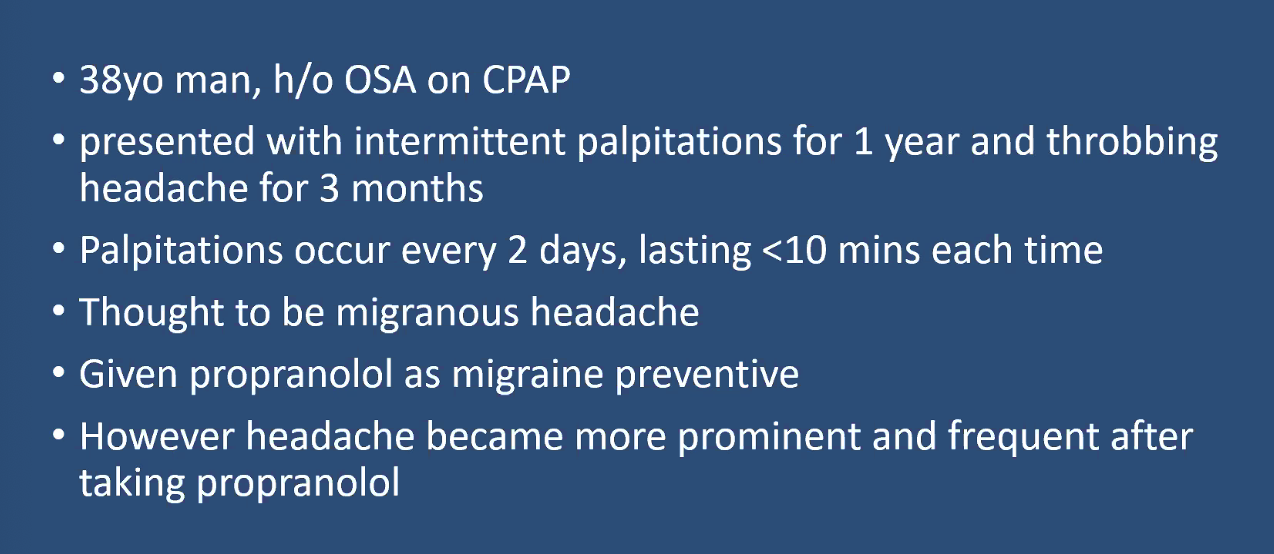 • 38yo man, h/o OSA on CPAP
• presented with intermittent palpitations for 1 year and throbbing
headache for 3 months
• Palpitations occur every 2 days, lasting <10 mins each time
• Thought to be migranous headache
• Given propranolol as migraine preventive
• However headache became more prominent and frequent after
taking propranolol